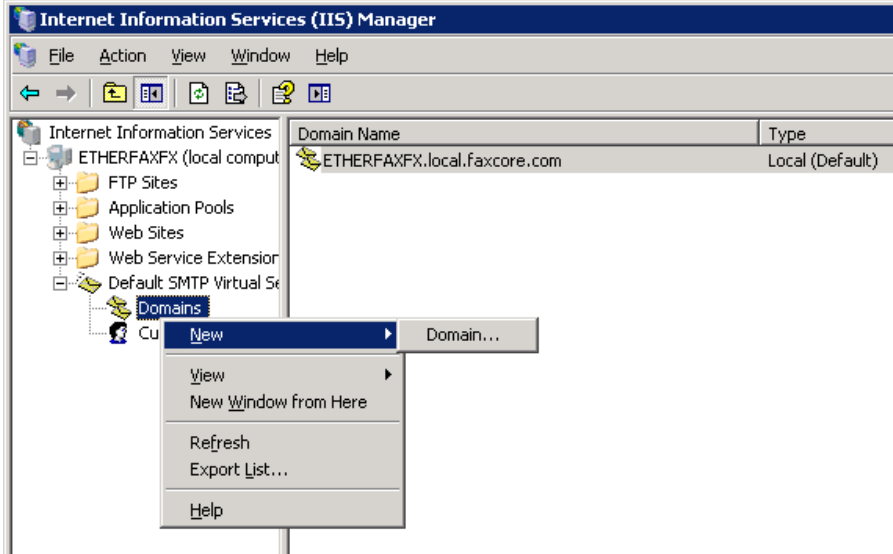 Internet Information Services (IIS) Manager
File Action View Window Help
Internet Information Services
ETHERFAXFX (local comput
FTP Sites
Application Pools
Web Sites
Web Service Extension
Default SMTP Virtual Se
Domains
Cu
Domain Name Type
ETHERFAXFX.local.faxcore.com Local (Default)
New
View
New Window from Here
Refresh
Export List...
Help
Domain...